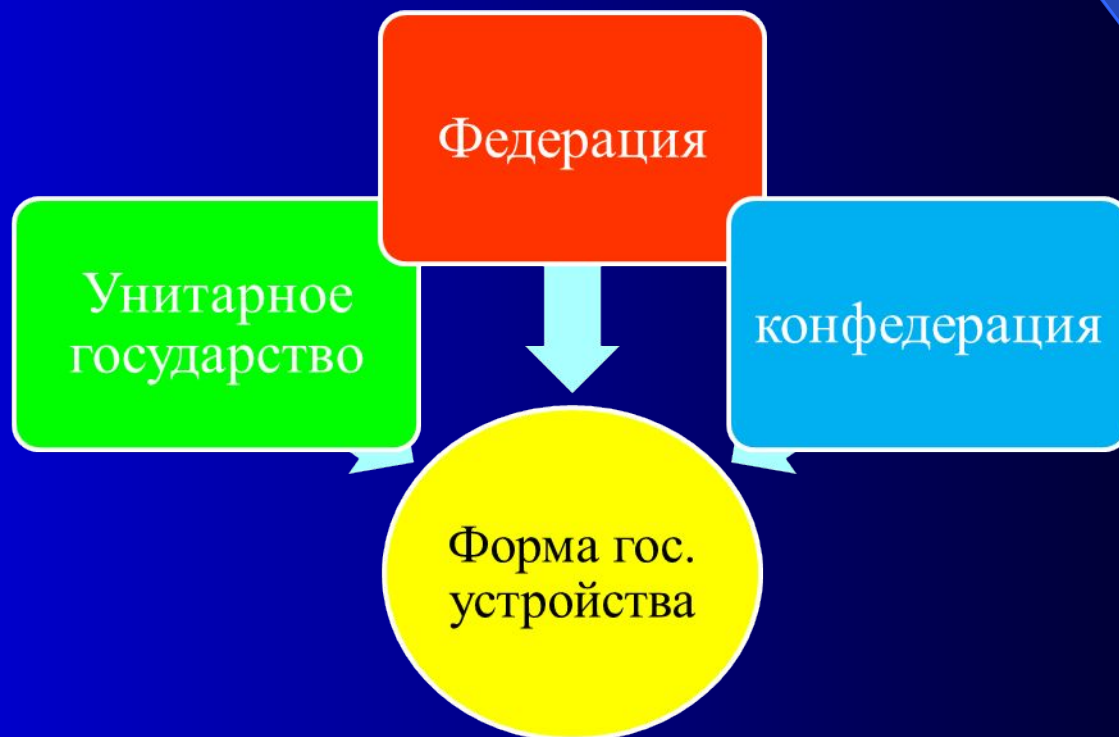 Федерация
Унитарное
государство
конфедерация
Форма гос.
устройства